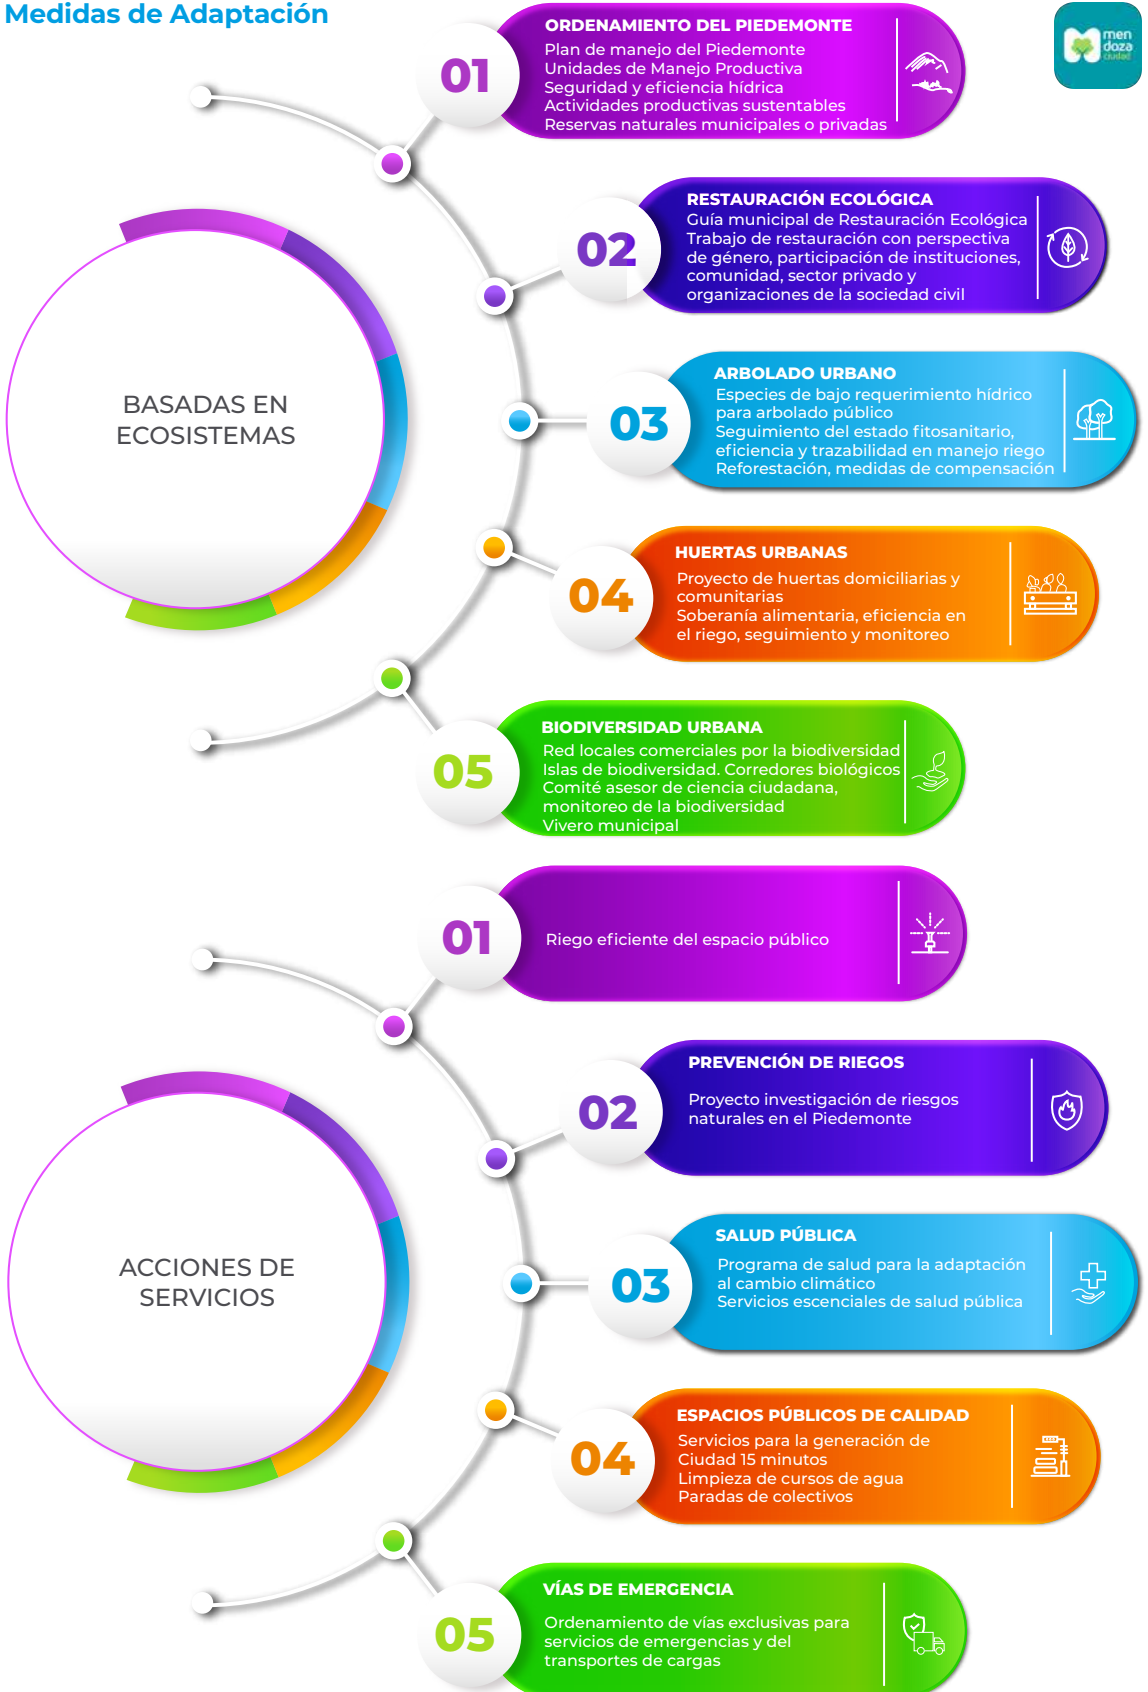 Medidas de Adaptación
men
doza
ciudad
BASADAS EN
ECOSISTEMAS
01
ORDENAMIENTO DEL PIEDEMONTE
Plan de manejo del Piedemonte
Unidades de Manejo Productiva
Seguridad y eficiencia hídrica
Actividades productivas sustentables
Reservas naturales municipales o privadas
02
RESTAURACIÓN ECOLÓGICA
Guía municipal de Restauración Ecológica
Trabajo de restauración con perspectiva
de género, participación de instituciones,
comunidad, sector privado y
organizaciones de la sociedad civil
03
ARBOLADO URBANO
Especies de bajo requerimiento hídrico
para arbolado público
Seguimiento del estado fitosanitario,
eficiencia y trazabilidad en manejo riego
Reforestación, medidas de compensación
04
HUERTAS URBANAS
Proyecto de huertas domiciliarias y
comunitarias
Soberanía alimentaria, eficiencia en
el riego, seguimiento y monitoreo
05
BIODIVERSIDAD URBANA
Red locales comerciales por la biodiversidad
Islas de biodiversidad. Corredores biológicos
Comité asesor de ciencia ciudadana,
monitoreo de la biodiversidad
Vivero municipal
ACCIONES DE
SERVICIOS
01
Riego eficiente del espacio público
02
PREVENCIÓN DE RIEGOS
Proyecto investigación de riesgos
naturales en el Piedemonte
03
SALUD PÚBLICA
Programa de salud para la adaptación
al cambio climático
Servicios escenciales de salud pública
04
ESPACIOS PÚBLICOS DE CALIDAD
Servicios para la generación de
Ciudad 15 minutos
Limpieza de cursos de agua
Paradas de colectivos
05
VÍAS DE EMERGENCIA
Ordenamiento de vías exclusivas para
servicios de emergencias y del
transportes de cargas